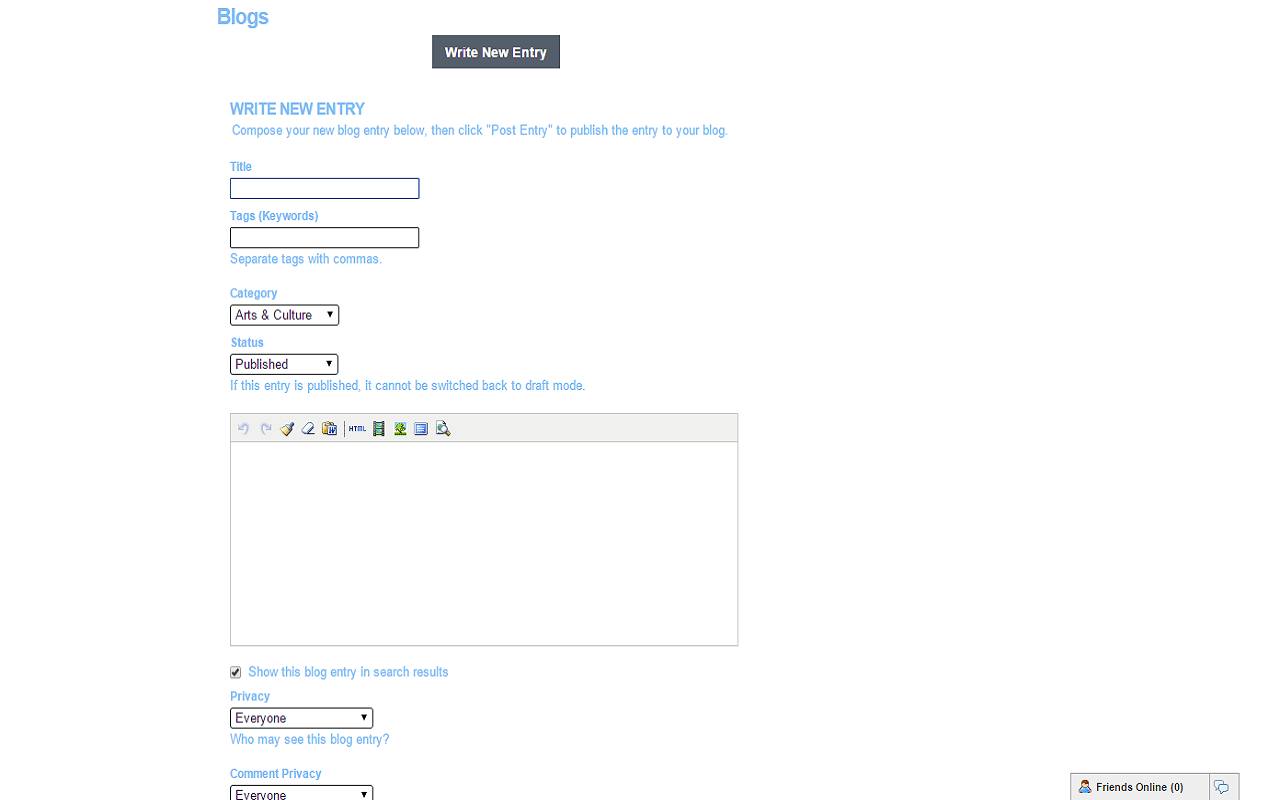 Blogs
Write New Entry
WRITE NEW ENTRY
Compose your new blog entry below, then click "Post Entry" to publish the entry to your blog.
Title
Tags (Keywords)
Separate tags with commas.
Category
Arts & Culture
Status
Published
If this entry is published, it cannot be switched back to draft mode.
HTML
Show this blog entry in search results
Privacy
Everyone
Who may see this blog entry?
Comment Privacy
Everyone
Friends Online (0)